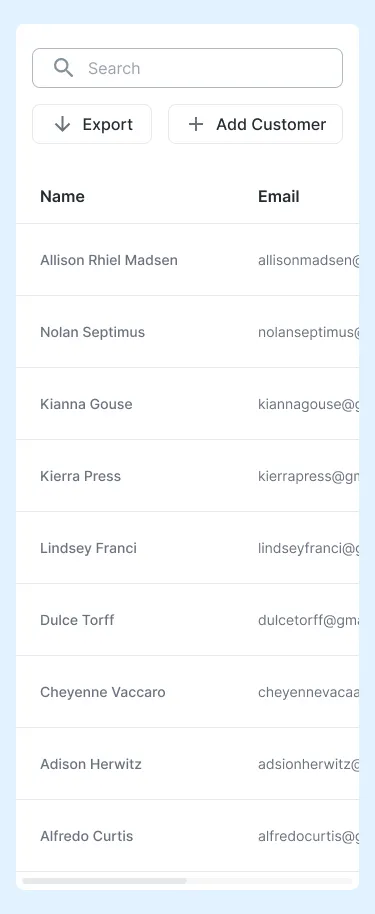 Search
Export Add Customer
Name Email
Allison Rhiel Madsen allisonmadsen@
Nolan Septimus nolanseptimus@
Kianna Gouse kiannagouse@g
Kierra Press kierrapress@gm
Lindsey Franci lindseyfranci@g
Dulce Torff dulcetorff@gma
Cheyenne Vaccaro cheyennevacaa
Adison Herwitz adsionherwitz@
Alfredo Curtis alfredocurtis@g